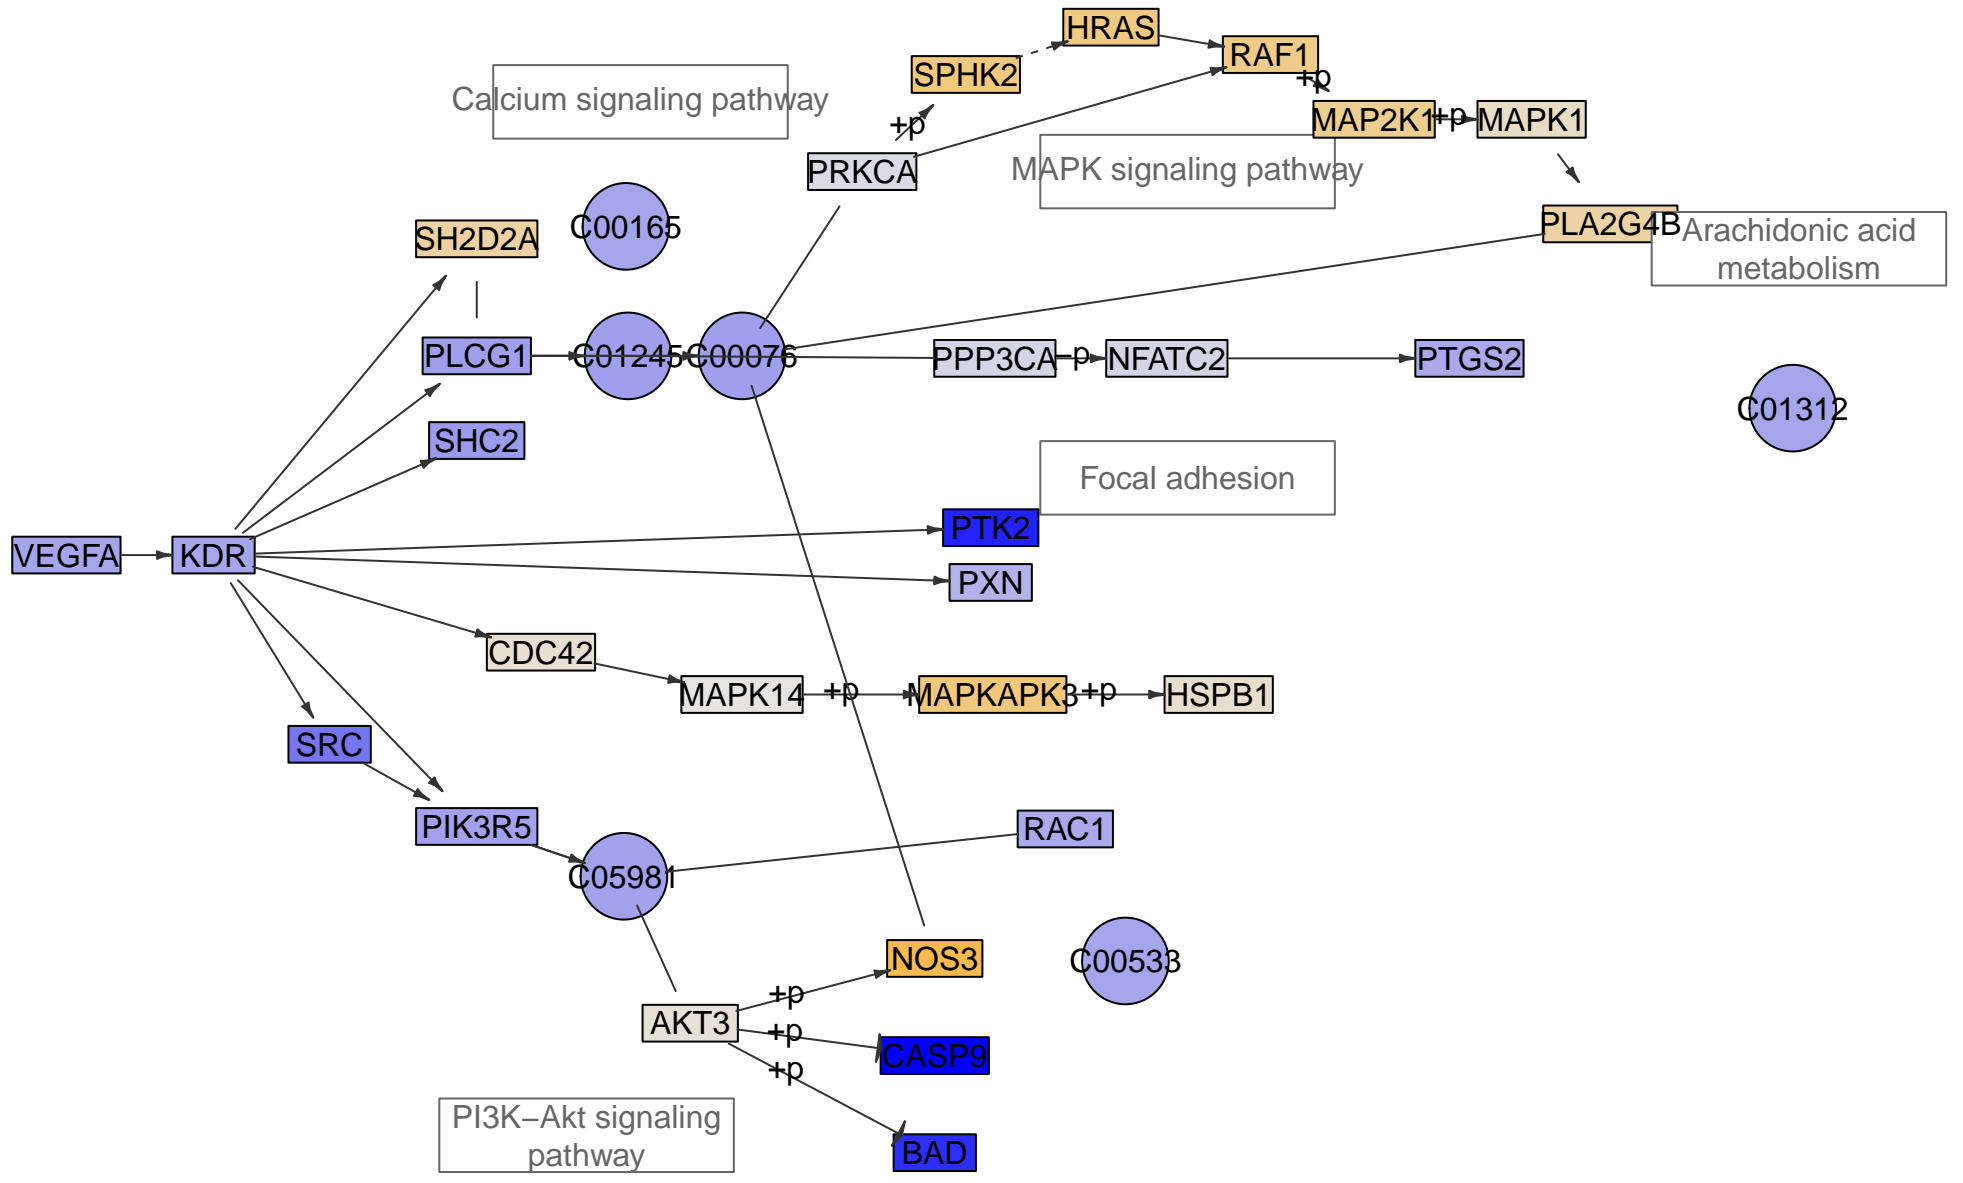 HRAS
RAF1
+p
SPHK2
Calcium signaling pathway
+p
MAP2K1
+p
MAPK1
PRKCA
MAPK signaling pathway
C00165
SH2D2A
PLA2G4B
Arachidonic acid
metabolism
PLCG1
C01245
C00076
PPP3CA
−p
NFATC2
PTGS2
C01312
SHC2
Focal adhesion
PTK2
VEGFA
KDR
PXN
CDC42
MAPK14
+p
MAPKAPK3
+p
HSPB1
SRC
PIK3R5
RAC1
C05981
NOS3
C00533
+p
AKT3
+p
CASP9
+p
PI3K−Akt signaling
pathway
BAD